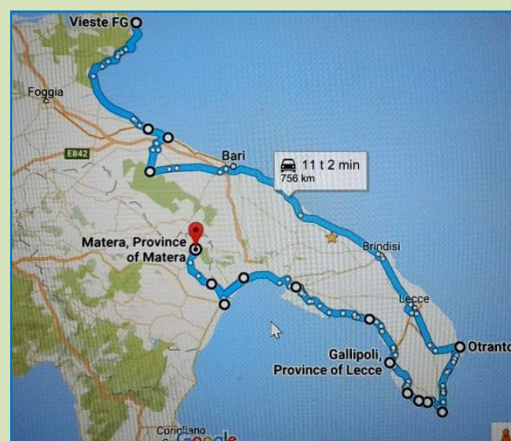 Vieste FG
Foggia
E842
Bari
11 t 2 min
756 km
Matera, Province
of Matera
Brindisi
Lecce
Otranto
Gallipoli,
Province of Lecce
Corigliano
Google